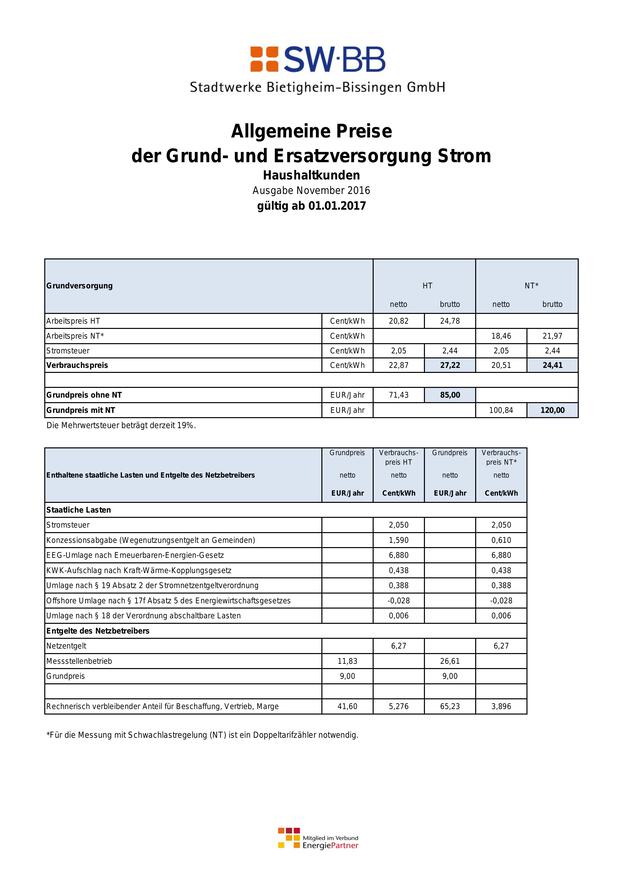 SW·BB
Stadtwerke Bietigheim-Bissingen GmbH
Allgemeine Preise
der Grund- und Ersatzversorgung Strom
Haushaltkunden
Ausgabe November 2016
gültig ab 01.01.2017
Grundversorgung HT NT*
netto brutto netto brutto
Arbeitspreis HT Cent/kWh 20,82 24,78
Arbeitspreis NT* Cent/kWh 18,46 21,97
Stromsteuer Cent/kWh 2,05 2,44 2,05 2,44
Verbrauchspreis Cent/kWh 22,87 27,22 20,51 24,41
Grundpreis ohne NT EUR/Jahr 71,43 85,00
Grundpreis mit NT EUR/Jahr 100,84 120,00
Die Mehrwertsteuer beträgt derzeit 19%.
Grundpreis Verbrauchs- Grundpreis Verbrauchs-
preis HT preis NT*
Enthaltene staatliche Lasten und Entgelte des Netzbetreibers netto netto netto netto
EUR/Jahr Cent/kWh EUR/Jahr Cent/kWh
Staatliche Lasten
Stromsteuer 2,050 2,050
Konzessionsabgabe (Wegenutzungsentgelt an Gemeinden) 1,590 0,610
EEG-Umlage nach Erneuerbaren-Energien-Gesetz 6,880 6,880
KWK-Aufschlag nach Kraft-Wärme-Kopplungsgesetz 0,438 0,438
Umlage nach § 19 Absatz 2 der Stromnetzentgeltverordnung 0,388 0,388
Offshore Umlage nach § 17f Absatz 5 des Energiewirtschaftsgesetzes -0,028 -0,028
Umlage nach § 18 der Verordnung abschaltbare Lasten 0,006 0,006
Entgelte des Netzbetreibers
Netzentgelt 6,27 6,27
Messstellenbetrieb 11,83 26,61
Grundpreis 9,00 9,00
Rechnerisch verbleibender Anteil für Beschaffung, Vertrieb, Marge 41,60 5,276 65,23 3,896
*Für die Messung mit Schwachlastregelung (NT) ist ein Doppeltarifzähler notwendig.
Mitglied im Verbund
EnergiePartner